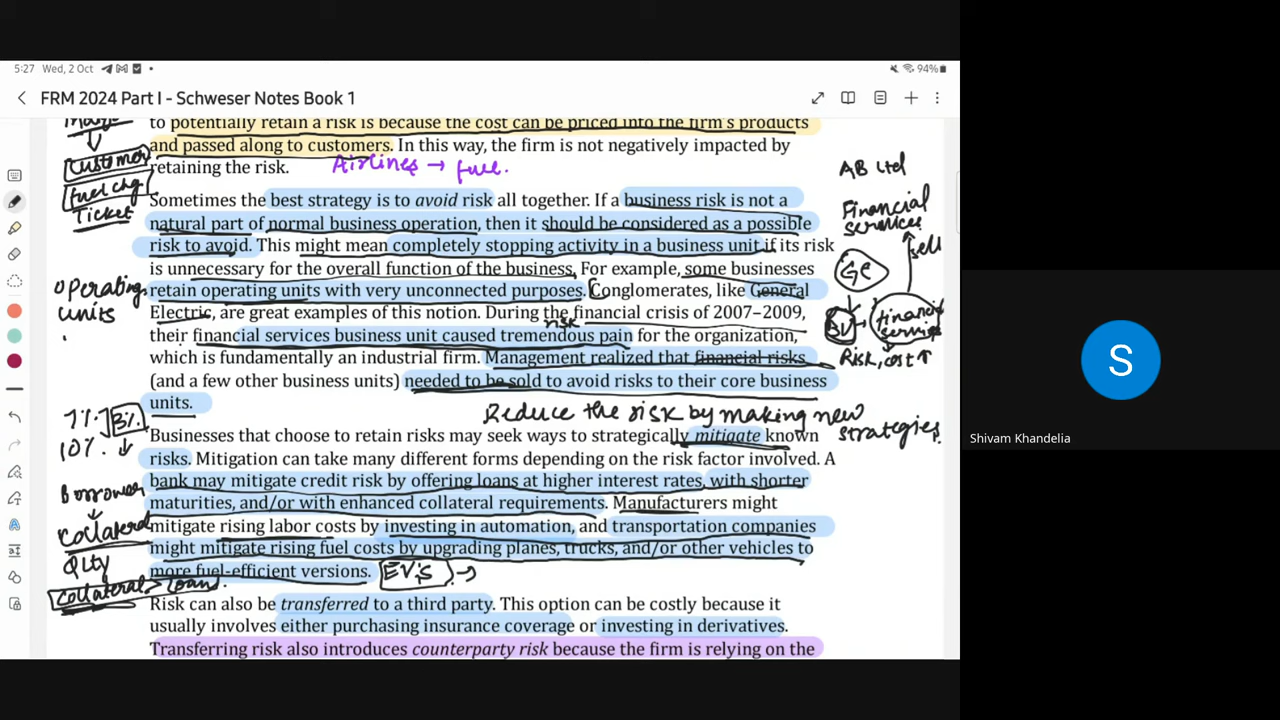 5:27 Wed, 2 Oct
94%
FRM 2024 Part I - Schweser Notes Book 1
to potentially retain a risk is because the cost can be priced into the firm's products
and passed along to customers. In this way, the firm is not negatively impacted by
retaining the risk.
Airlines → fuel.
Customer
fuel chg
Ticket
AB Ltd
Financial
services
sell
GE
BU
financial
service
Risk, cost ↑
Sometimes the best strategy is to avoid risk all together. If a business risk is not a
natural part of normal business operation, then it should be considered as a possible
risk to avoid. This might mean completely stopping activity in a business unit if its risk
is unnecessary for the overall function of the business. For example, some businesses
retain operating units with very unconnected purposes. Conglomerates, like General
Electric, are great examples of this notion. During the financial crisis of 2007–2009,
risk
their financial services business unit caused tremendous pain for the organization,
which is fundamentally an industrial firm. Management realized that financial risks
(and a few other business units) needed to be sold to avoid risks to their core business
units.
operating
units
Reduce the risk by making new
strategies.
7%. 3%.
10%. ↓
Businesses that choose to retain risks may seek ways to strategically mitigate known
risks. Mitigation can take many different forms depending on the risk factor involved. A
bank may mitigate credit risk by offering loans at higher interest rates, with shorter
maturities, and/or with enhanced collateral requirements. Manufacturers might
mitigate rising labor costs by investing in automation, and transportation companies
might mitigate rising fuel costs by upgrading planes, trucks, and/or other vehicles to
more fuel-efficient versions.
EV's →
Borrower
↓
Collateral
Qlty
Collateral > loan.
Risk can also be transferred to a third party. This option can be costly because it
usually involves either purchasing insurance coverage or investing in derivatives.
Transferring risk also introduces counterparty risk because the firm is relying on the
S
Shivam Khandelia